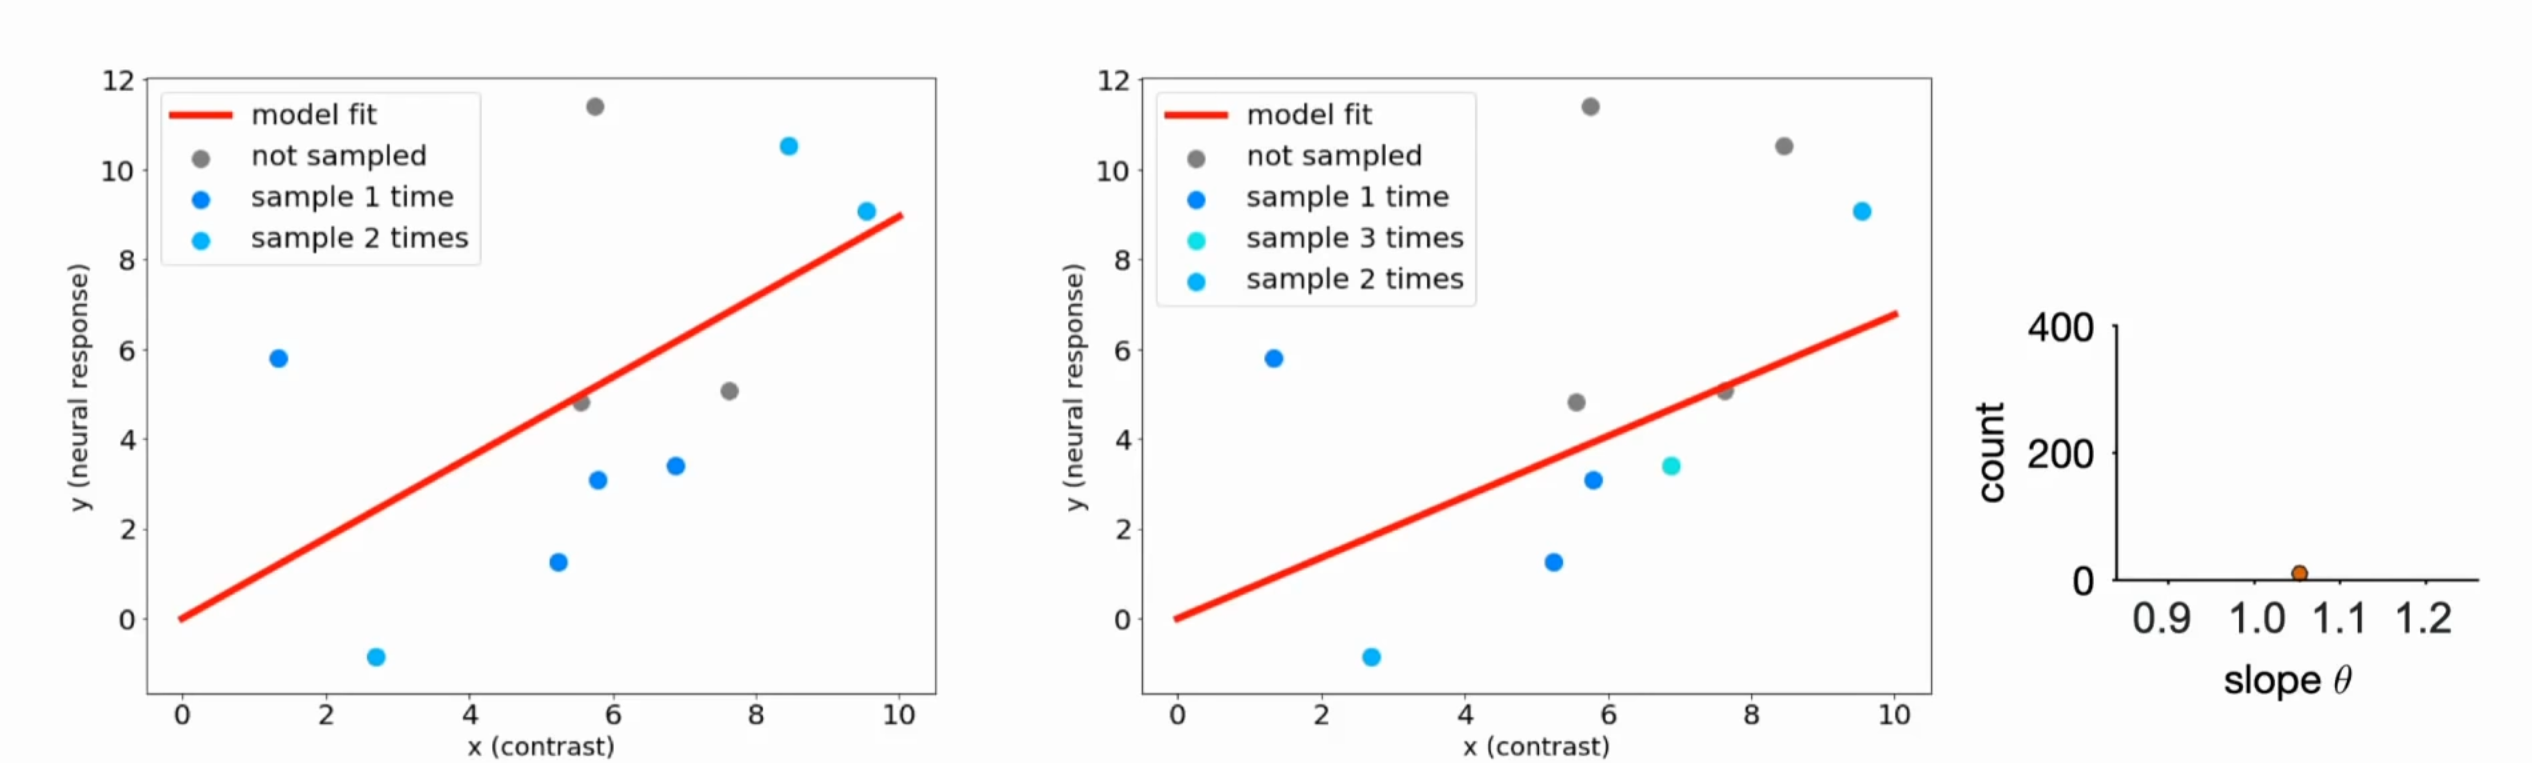 12
10
8
6
4
2
0
y (neural response)
model fit
not sampled
sample 1 time
sample 2 times
0 2 4 6 8 10
x (contrast)
12
10
8
6
4
2
0
y (neural response)
model fit
not sampled
sample 1 time
sample 3 times
sample 2 times
0 2 4 6 8 10
x (contrast)
400
200
0
count
0.9 1.0 1.1 1.2
slope θ